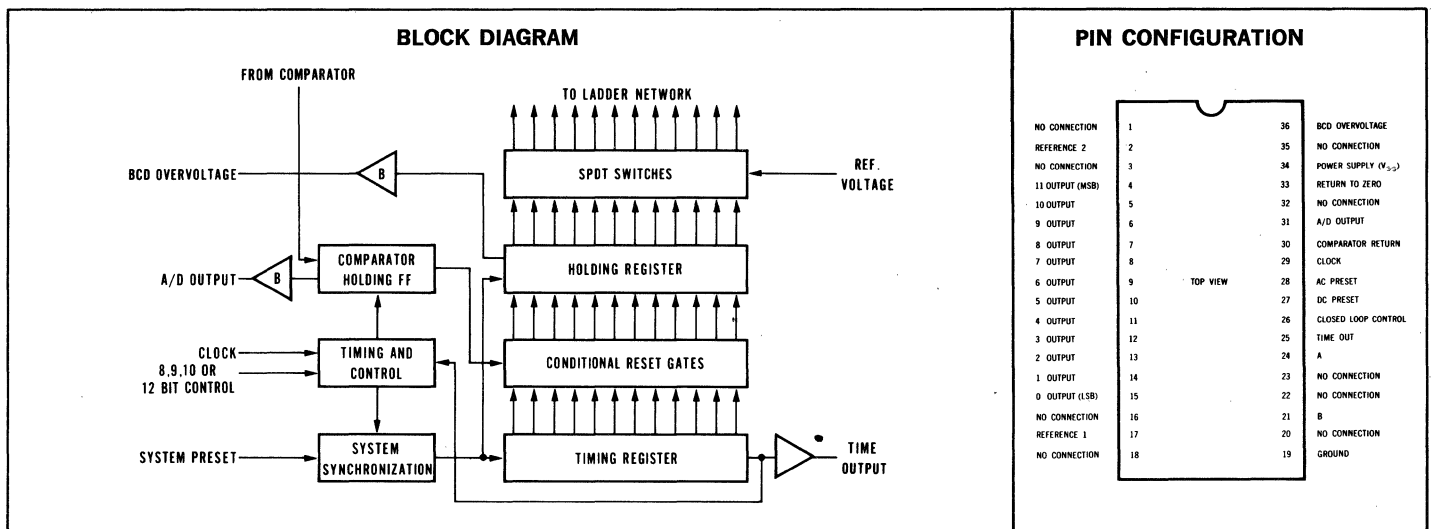 BLOCK DIAGRAM
FROM COMPARATOR
TO LADDER NETWORK
BCD OVERVOLTAGE
B
SPDT SWITCHES
REF.
VOLTAGE
A/D OUTPUT
B
COMPARATOR
HOLDING FF
HOLDING REGISTER
CLOCK
8,9,10 OR
12 BIT CONTROL
TIMING AND
CONTROL
CONDITIONAL RESET GATES
SYSTEM PRESET
SYSTEM
SYNCHRONIZATION
TIMING REGISTER
TIME
OUTPUT
PIN CONFIGURATION
NO CONNECTION 1 36 BCD OVERVOLTAGE
REFERENCE 2 2 35 NO CONNECTION
NO CONNECTION 3 34 POWER SUPPLY (VSS)
11 OUTPUT (MSB) 4 33 RETURN TO ZERO
10 OUTPUT 5 32 NO CONNECTION
9 OUTPUT 6 31 A/D OUTPUT
8 OUTPUT 7 30 COMPARATOR RETURN
7 OUTPUT 8 29 CLOCK
6 OUTPUT 9 TOP VIEW 28 AC PRESET
5 OUTPUT 10 27 DC PRESET
4 OUTPUT 11 26 CLOSED LOOP CONTROL
3 OUTPUT 12 25 TIME OUT
2 OUTPUT 13 24 A
1 OUTPUT 14 23 NO CONNECTION
0 OUTPUT (LSB) 15 22 NO CONNECTION
NO CONNECTION 16 21 B
REFERENCE 1 17 20 NO CONNECTION
NO CONNECTION 18 19 GROUND